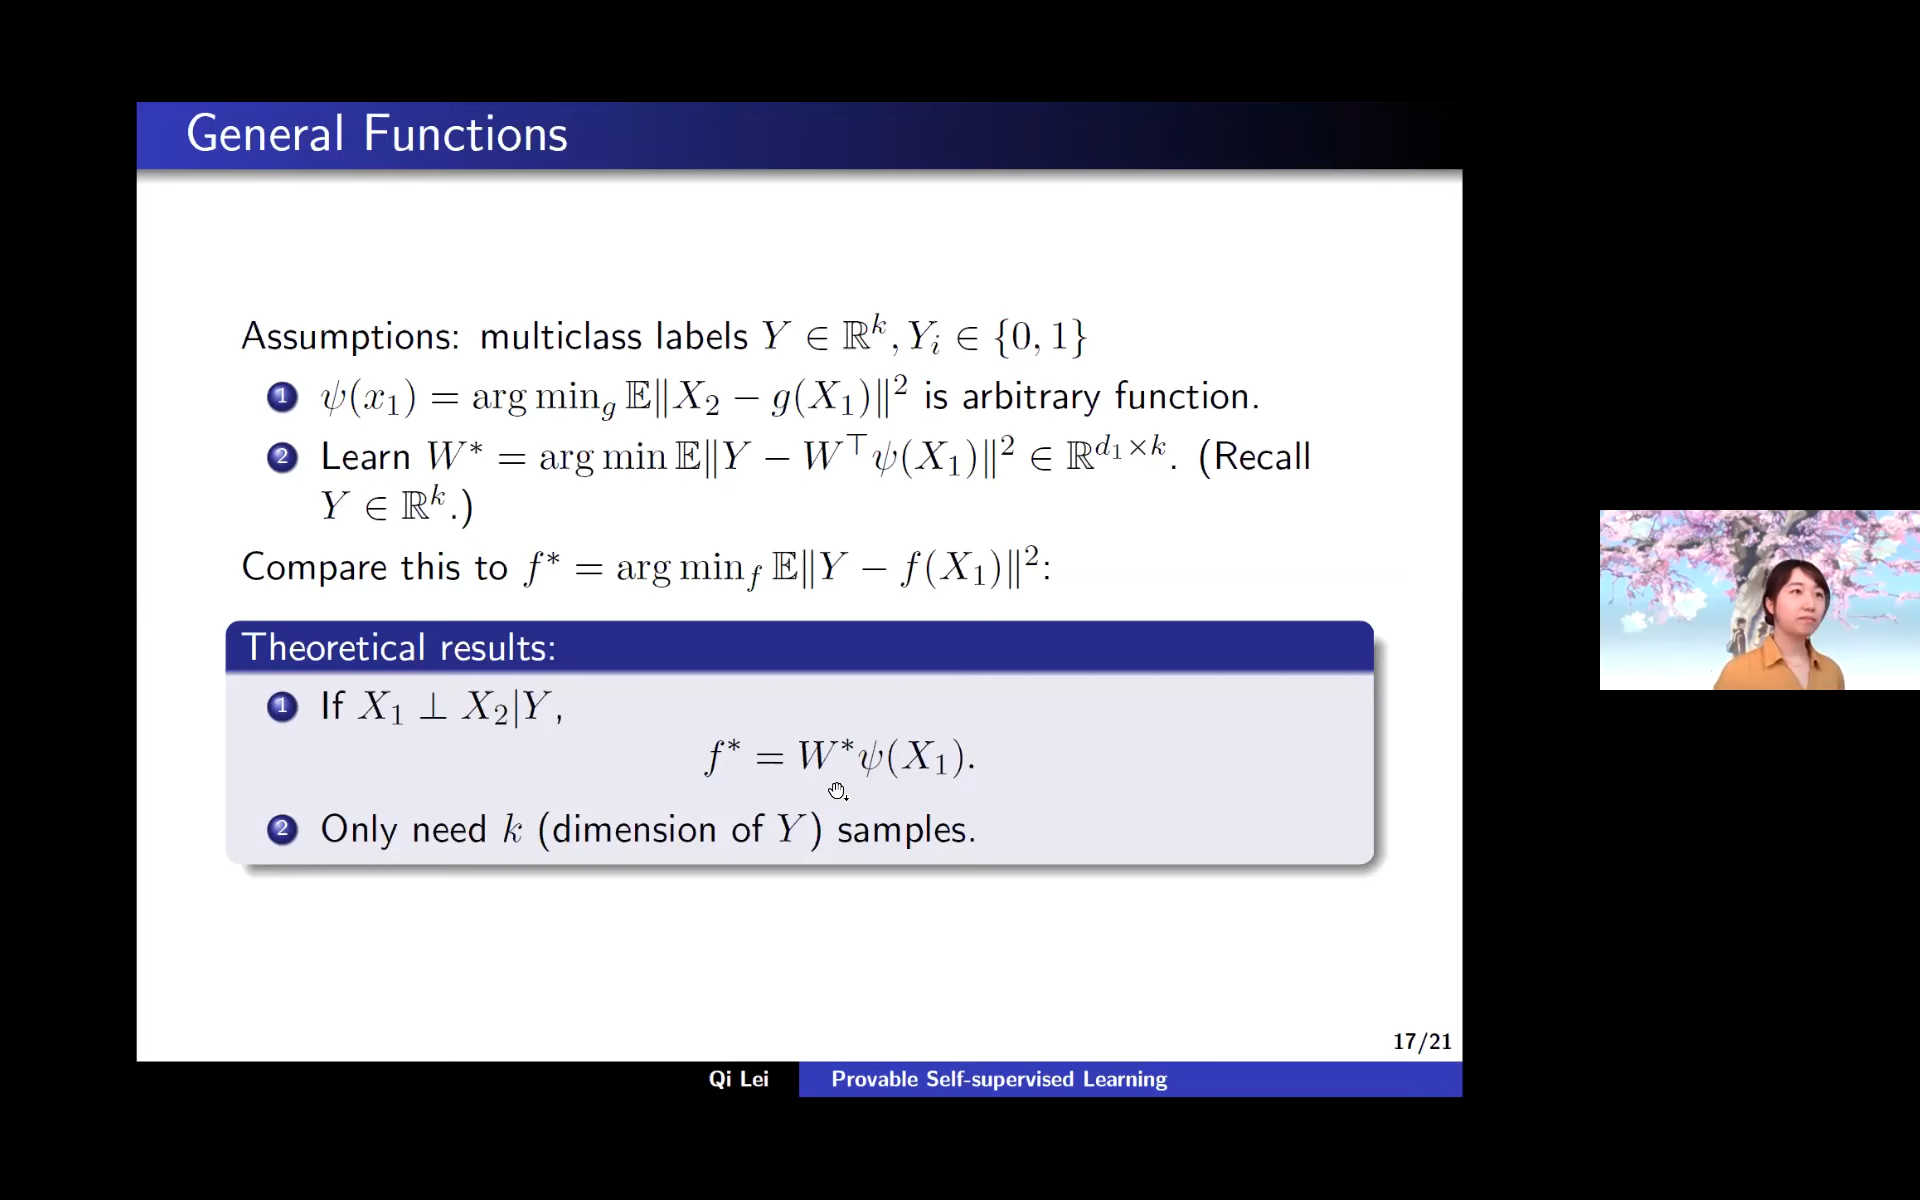 General Functions
Assumptions: multiclass labels Y ∈ ℝ^k, Y_i ∈ {0, 1}
1 ψ(x_1) = arg min_g 𝔼‖X_2 − g(X_1)‖² is arbitrary function.
2 Learn W* = arg min 𝔼‖Y − W^⊤ψ(X_1)‖² ∈ ℝ^{d_1×k}. (Recall
Y ∈ ℝ^k.)
Compare this to f* = arg min_f 𝔼‖Y − f(X_1)‖²:
Theoretical results:
1 If X_1 ⊥ X_2|Y,
f* = W*ψ(X_1).
2 Only need k (dimension of Y) samples.
17/21
Qi Lei Provable Self-supervised Learning